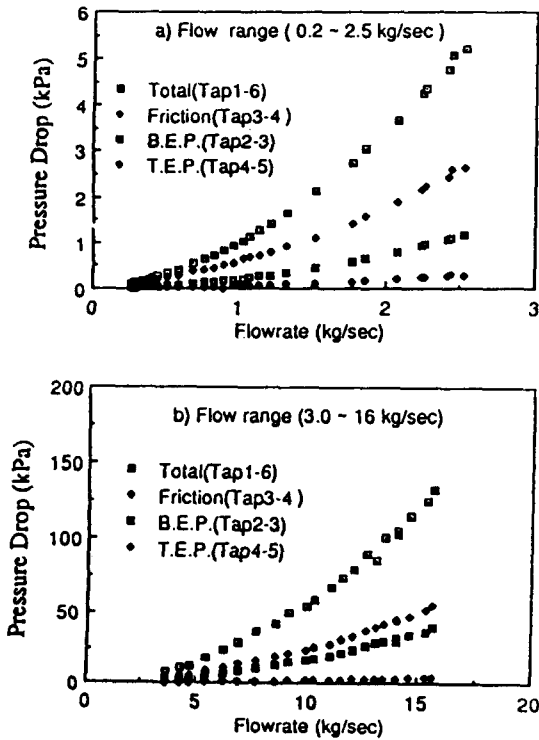 a) Flow range ( 0.2 ~ 2.5 kg/sec )
Total(Tap1-6)
Friction(Tap3-4)
B.E.P.(Tap2-3)
T.E.P.(Tap4-5)
Pressure Drop (kPa)
6
5
4
3
2
1
0
0
1
2
3
Flowrate (kg/sec)
b) Flow range (3.0 ~ 16 kg/sec)
Total(Tap1-6)
Friction(Tap3-4)
B.E.P.(Tap2-3)
T.E.P.(Tap4-5)
Pressure Drop (kPa)
200
150
100
50
0
0
5
10
15
20
Flowrate (kg/sec)